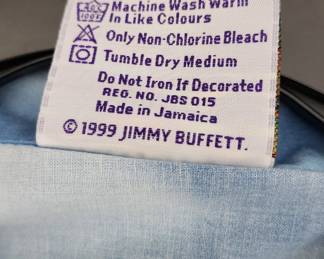 Machine Wash Warm
In Like Colours
Only Non-Chlorine Bleach
Tumble Dry Medium
Do Not Iron If Decorated
REG. NO. JBS 015
Made in Jamaica
© 1999 JIMMY BUFFETT.